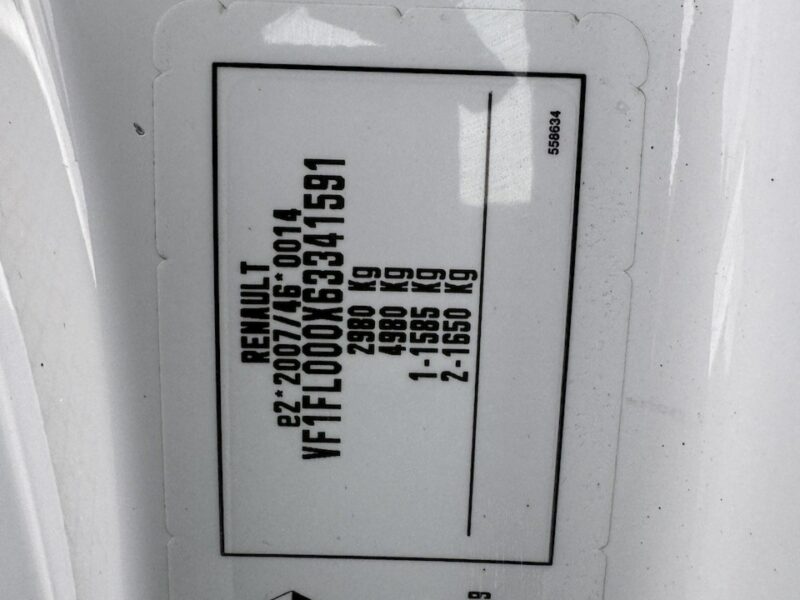 RENAULT
e2*2007/46*0014
VF1FL000X63341591
2980 Kg
4980 Kg
1-1585 Kg
2-1650 Kg
558634